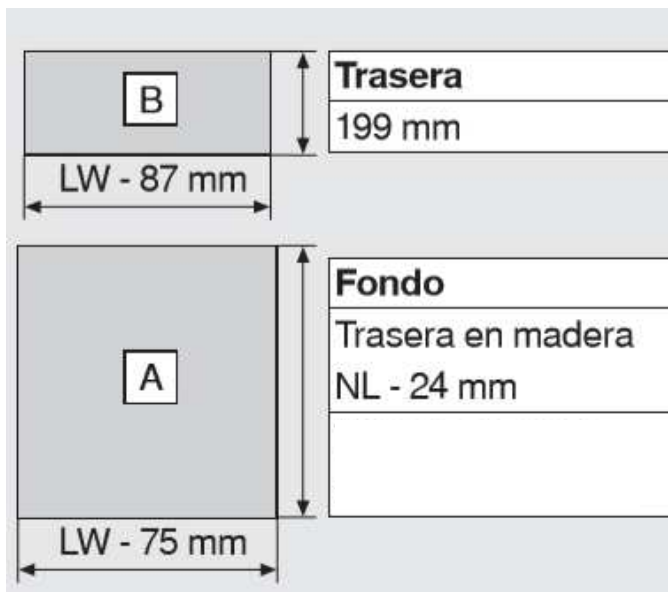 B
Trasera
199 mm
LW - 87 mm
A
Fondo
Trasera en madera
NL - 24 mm
LW - 75 mm